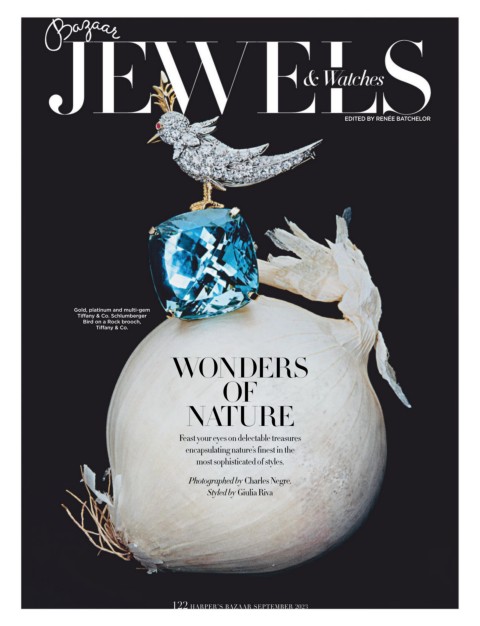 Bazaar
JEWELS
& Watches
EDITED BY RENÉE BATCHELOR
Gold, platinum and multi-gem
Tiffany & Co. Schlumberger
Bird on a Rock brooch,
Tiffany & Co.
WONDERS
OF
NATURE
Feast your eyes on delectable treasures
encapsulating nature's finest in the
most sophisticated of styles.
Photographed by Charles Negre.
Styled by Giulia Riva
122 HARPER'S BAZAAR SEPTEMBER 2023